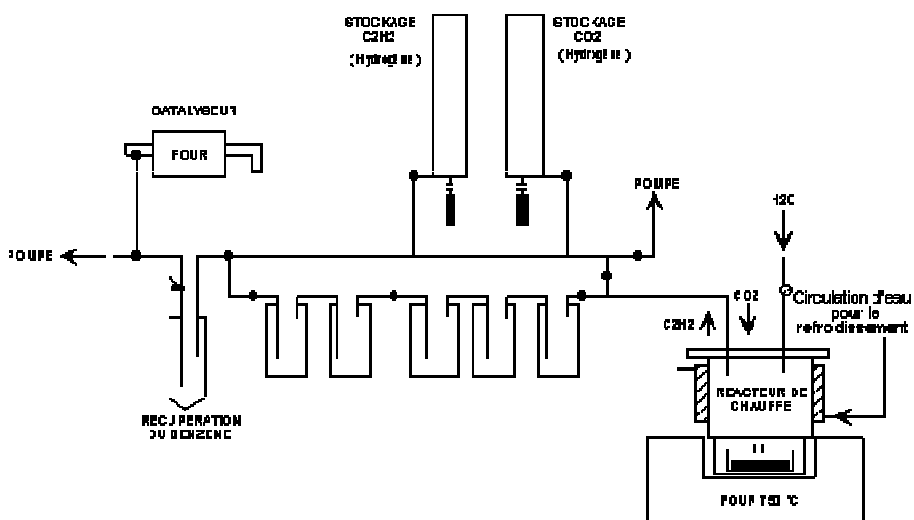 STOCKAGE
C2H2
(Hydrogène)
STOCKAGE
CO2
(Hydrogène)
CATALYSEUR
FOUR
POMPE
H2O
POMPE
CO2
C2H2
Circulation d'eau
pour le
refroidissement
REACTEUR DE
CHAUFFE
RECUPERATION
DU BENZENE
FOUR 750 °C